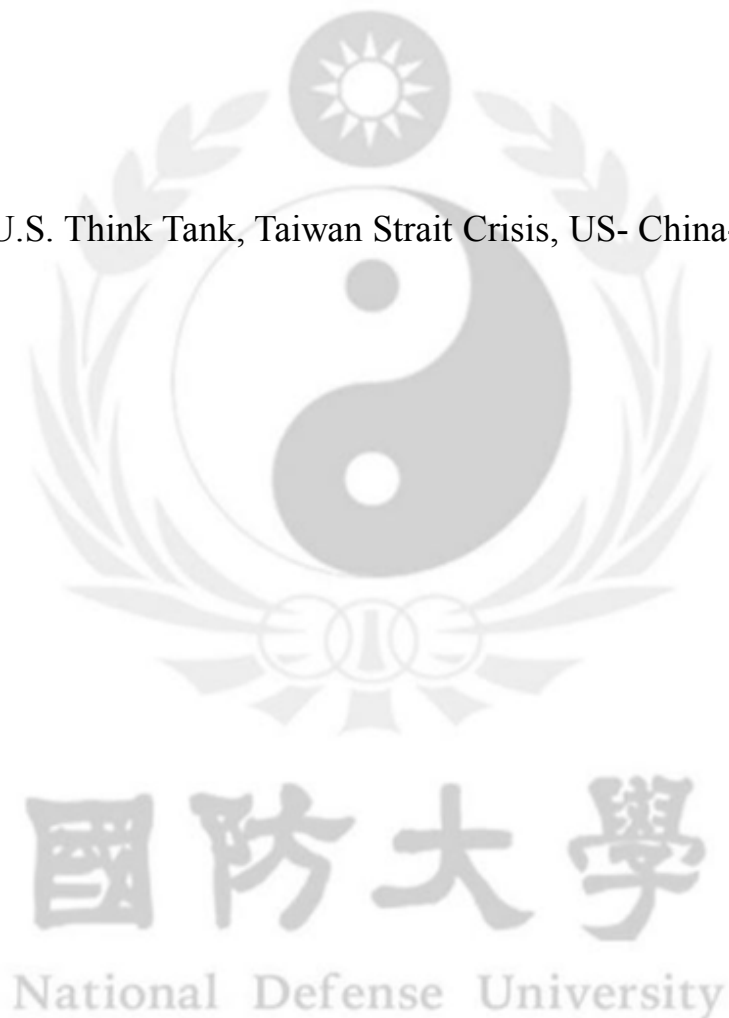 U.S. Think Tank, Taiwan Strait Crisis, US- China-
國防大學
National Defense University